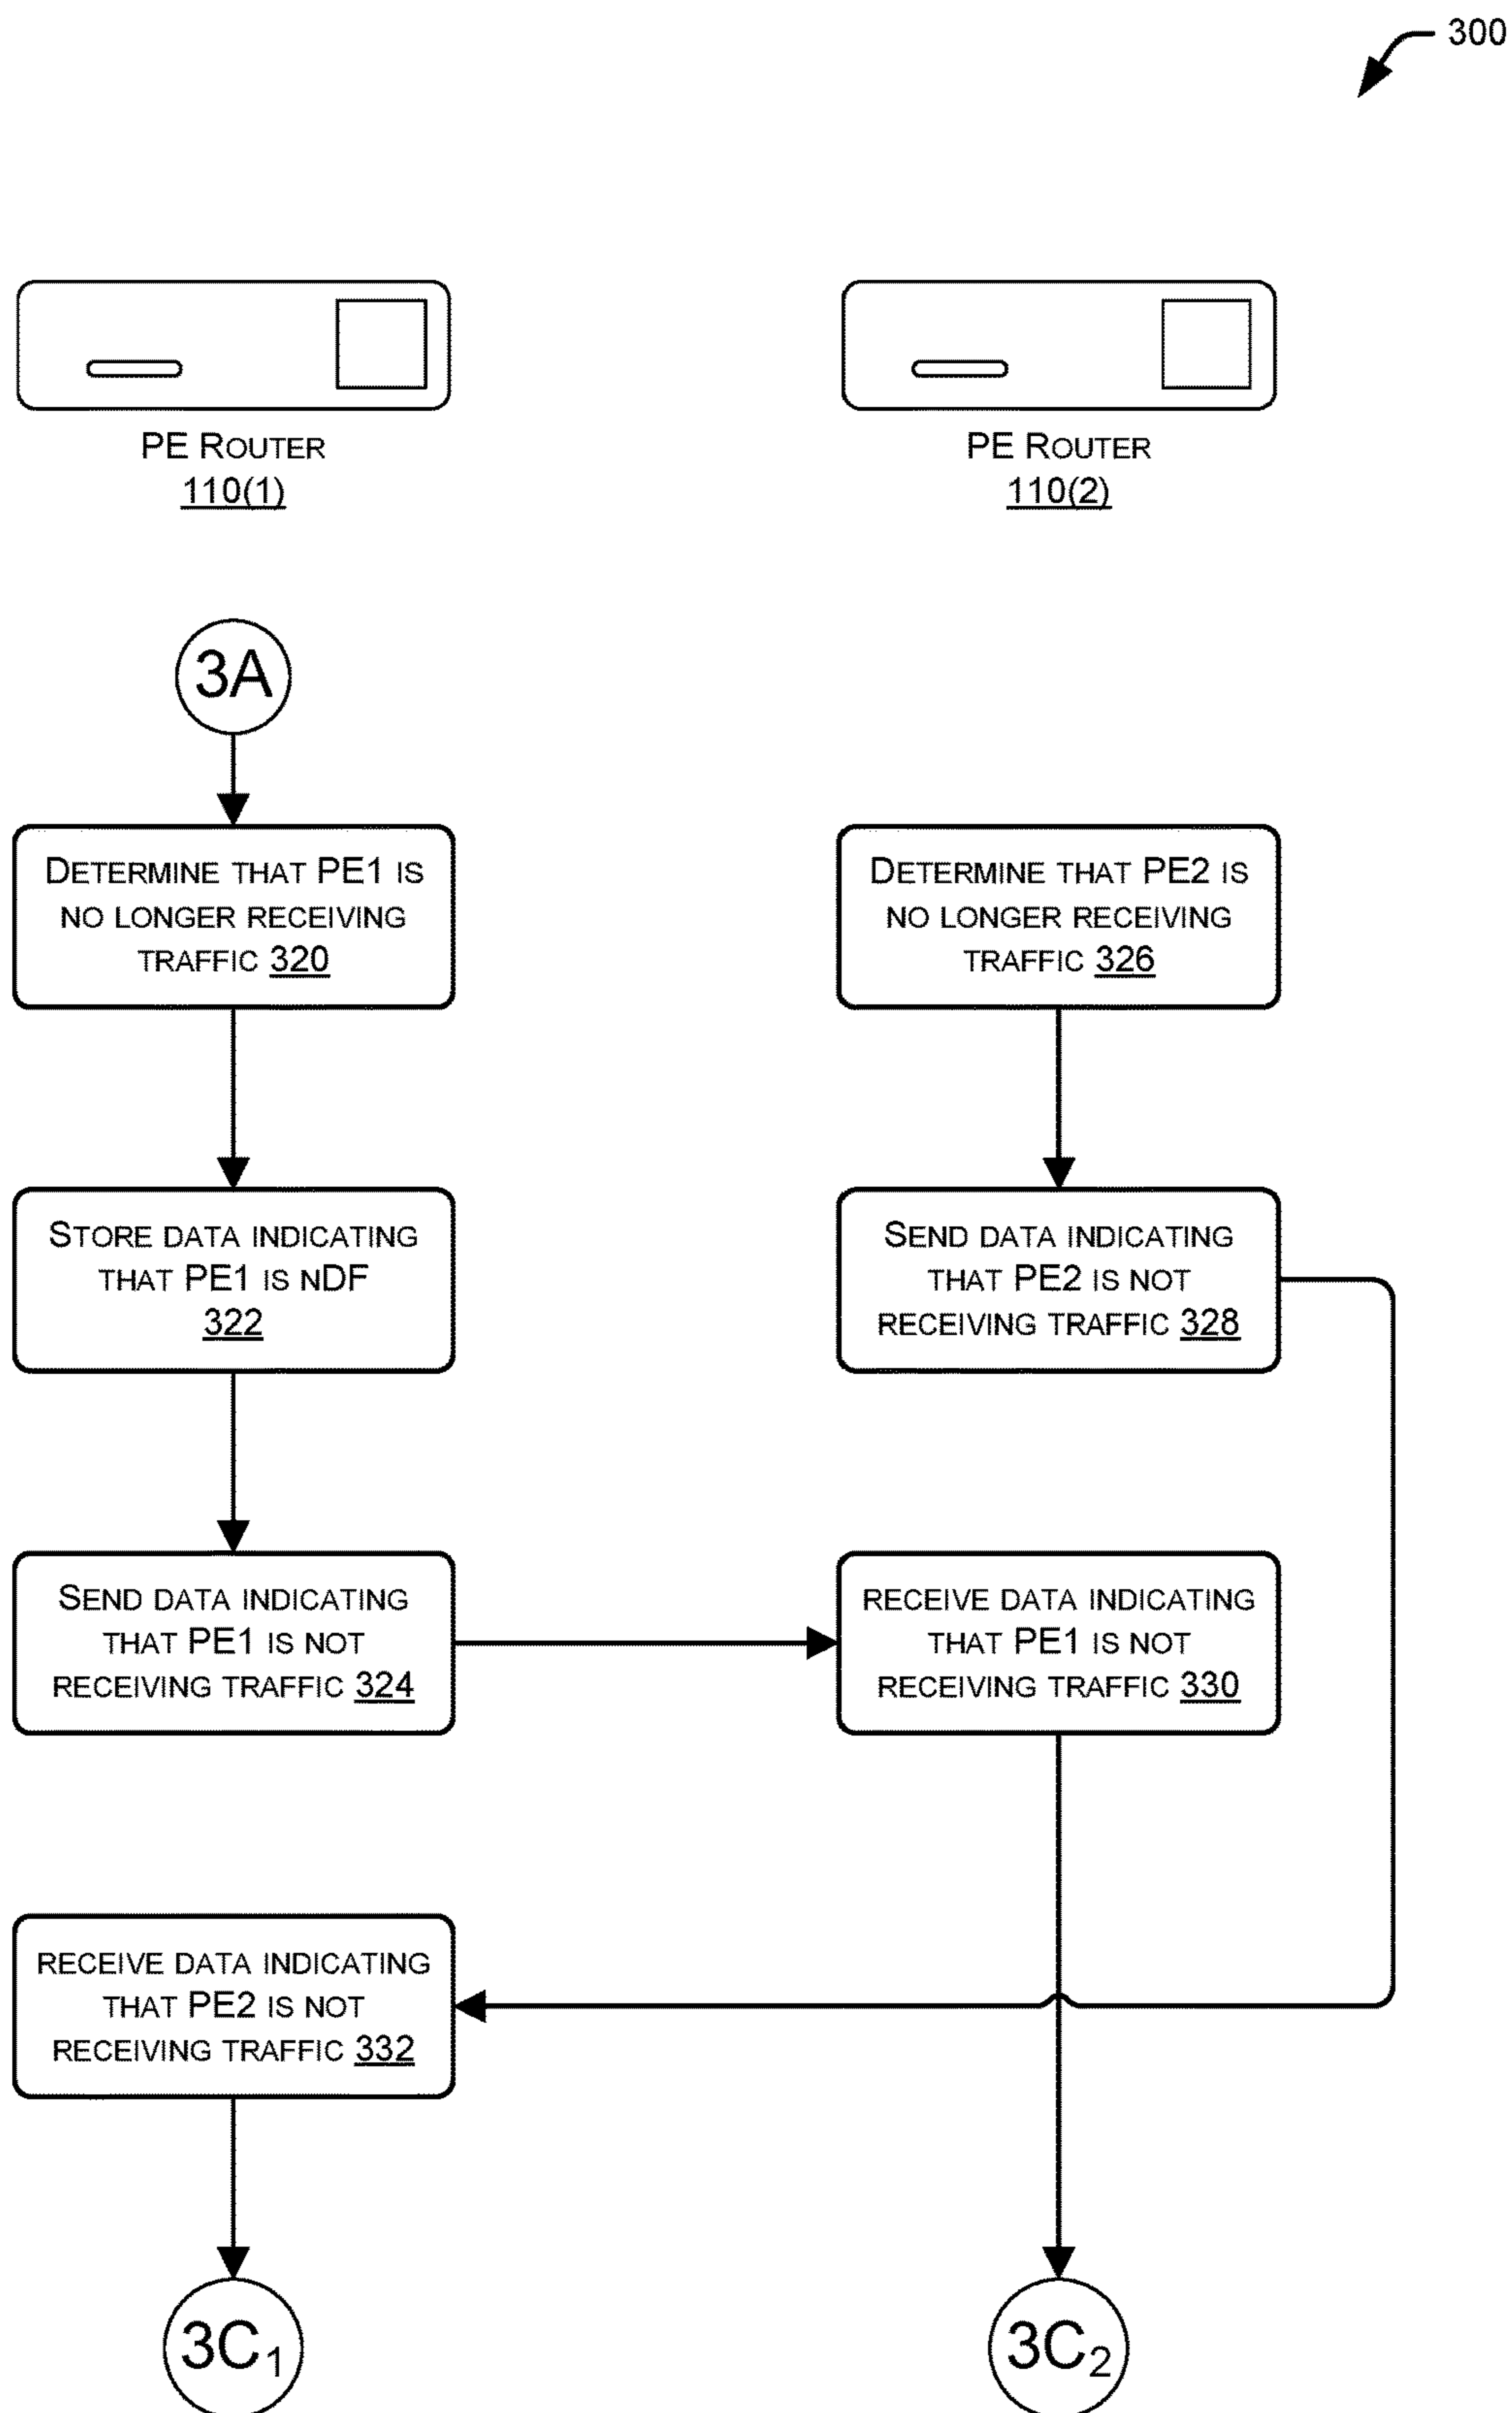 300
PE ROUTER
110(1)
PE ROUTER
110(2)
3A
DETERMINE THAT PE1 IS
NO LONGER RECEIVING
TRAFFIC 320
DETERMINE THAT PE2 IS
NO LONGER RECEIVING
TRAFFIC 326
STORE DATA INDICATING
THAT PE1 IS NDF
322
SEND DATA INDICATING
THAT PE2 IS NOT
RECEIVING TRAFFIC 328
SEND DATA INDICATING
THAT PE1 IS NOT
RECEIVING TRAFFIC 324
RECEIVE DATA INDICATING
THAT PE1 IS NOT
RECEIVING TRAFFIC 330
RECEIVE DATA INDICATING
THAT PE2 IS NOT
RECEIVING TRAFFIC 332
3C1
3C2